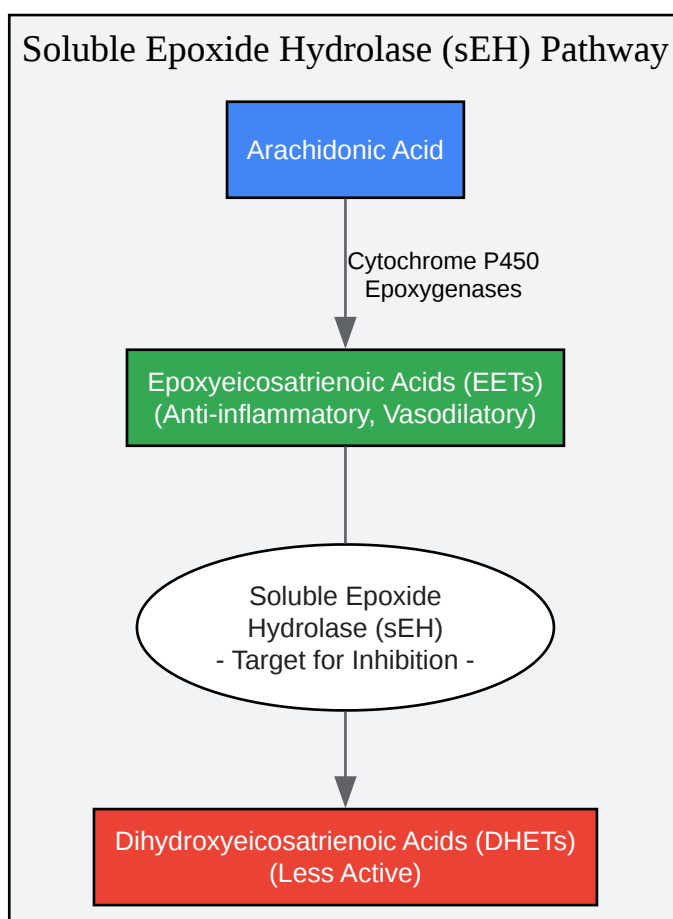 Soluble Epoxide Hydrolase (sEH) Pathway
Arachidonic Acid
Cytochrome P450
Epoxygenases
Epoxyeicosatrienoic Acids (EETs)
(Anti-inflammatory, Vasodilatory)
Soluble Epoxide
Hydrolase (sEH)
- Target for Inhibition -
Dihydroxyeicosatrienoic Acids (DHETs)
(Less Active)